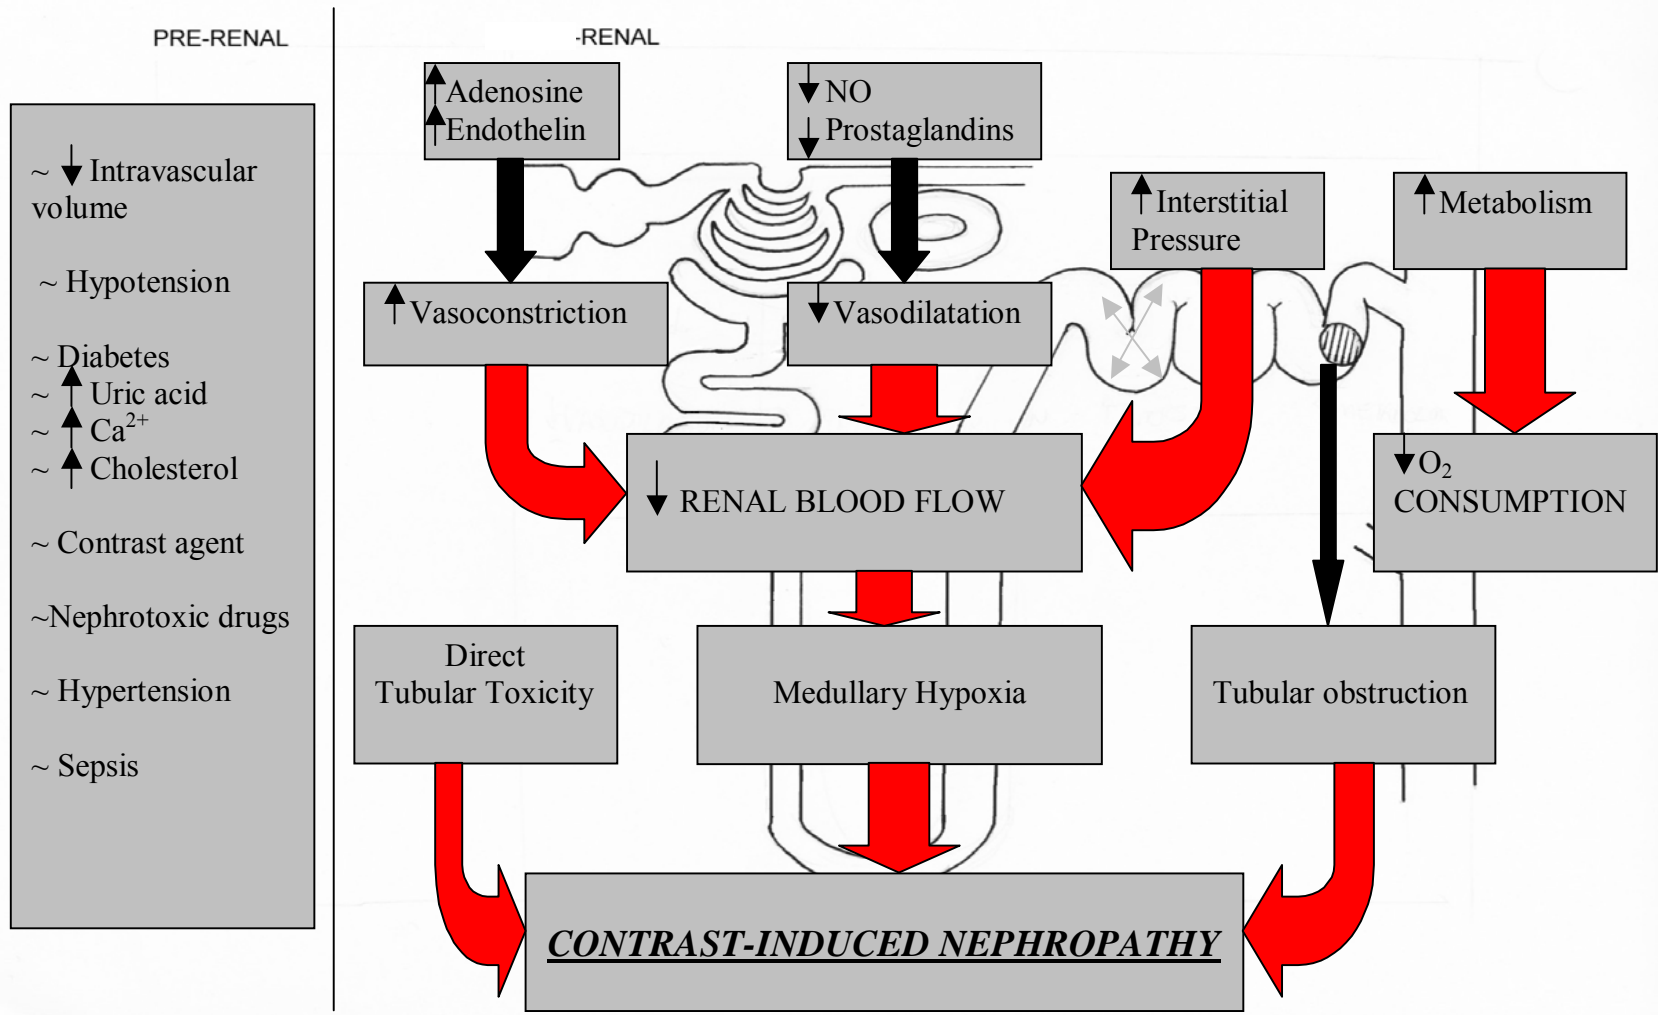 PRE-RENAL
-RENAL
~ ↓ Intravascular
volume
~ Hypotension
~ Diabetes
~ ↑ Uric acid
~ ↑ Ca²⁺
~ ↑ Cholesterol
~ Contrast agent
~Nephrotoxic drugs
~ Hypertension
~ Sepsis
↑ Adenosine
↑ Endothelin
↓ NO
↓ Prostaglandins
↑ Interstitial
Pressure
↑ Metabolism
↑ Vasoconstriction
↓ Vasodilatation
↓ RENAL BLOOD FLOW
↓ O₂
CONSUMPTION
Direct
Tubular Toxicity
Medullary Hypoxia
Tubular obstruction
CONTRAST-INDUCED NEPHROPATHY